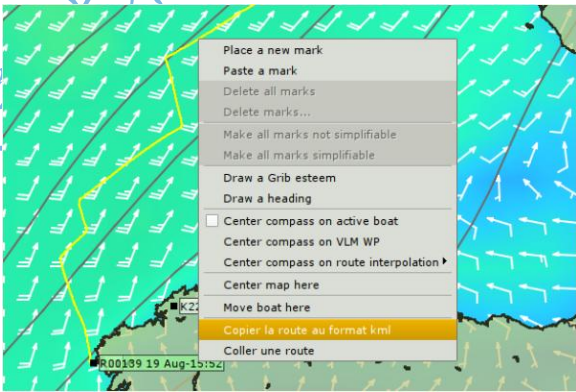 Place a new mark
Paste a mark
Delete all marks
Delete marks...
Make all marks not simplifiable
Make all marks simplifiable
Draw a Grib esteem
Draw a heading
Center compass on active boat
Center compass on VLM WP
Center compass on route interpolation
Center map here
Move boat here
Copier la route au format kml
Coller une route
R00139 19 Aug-15:52